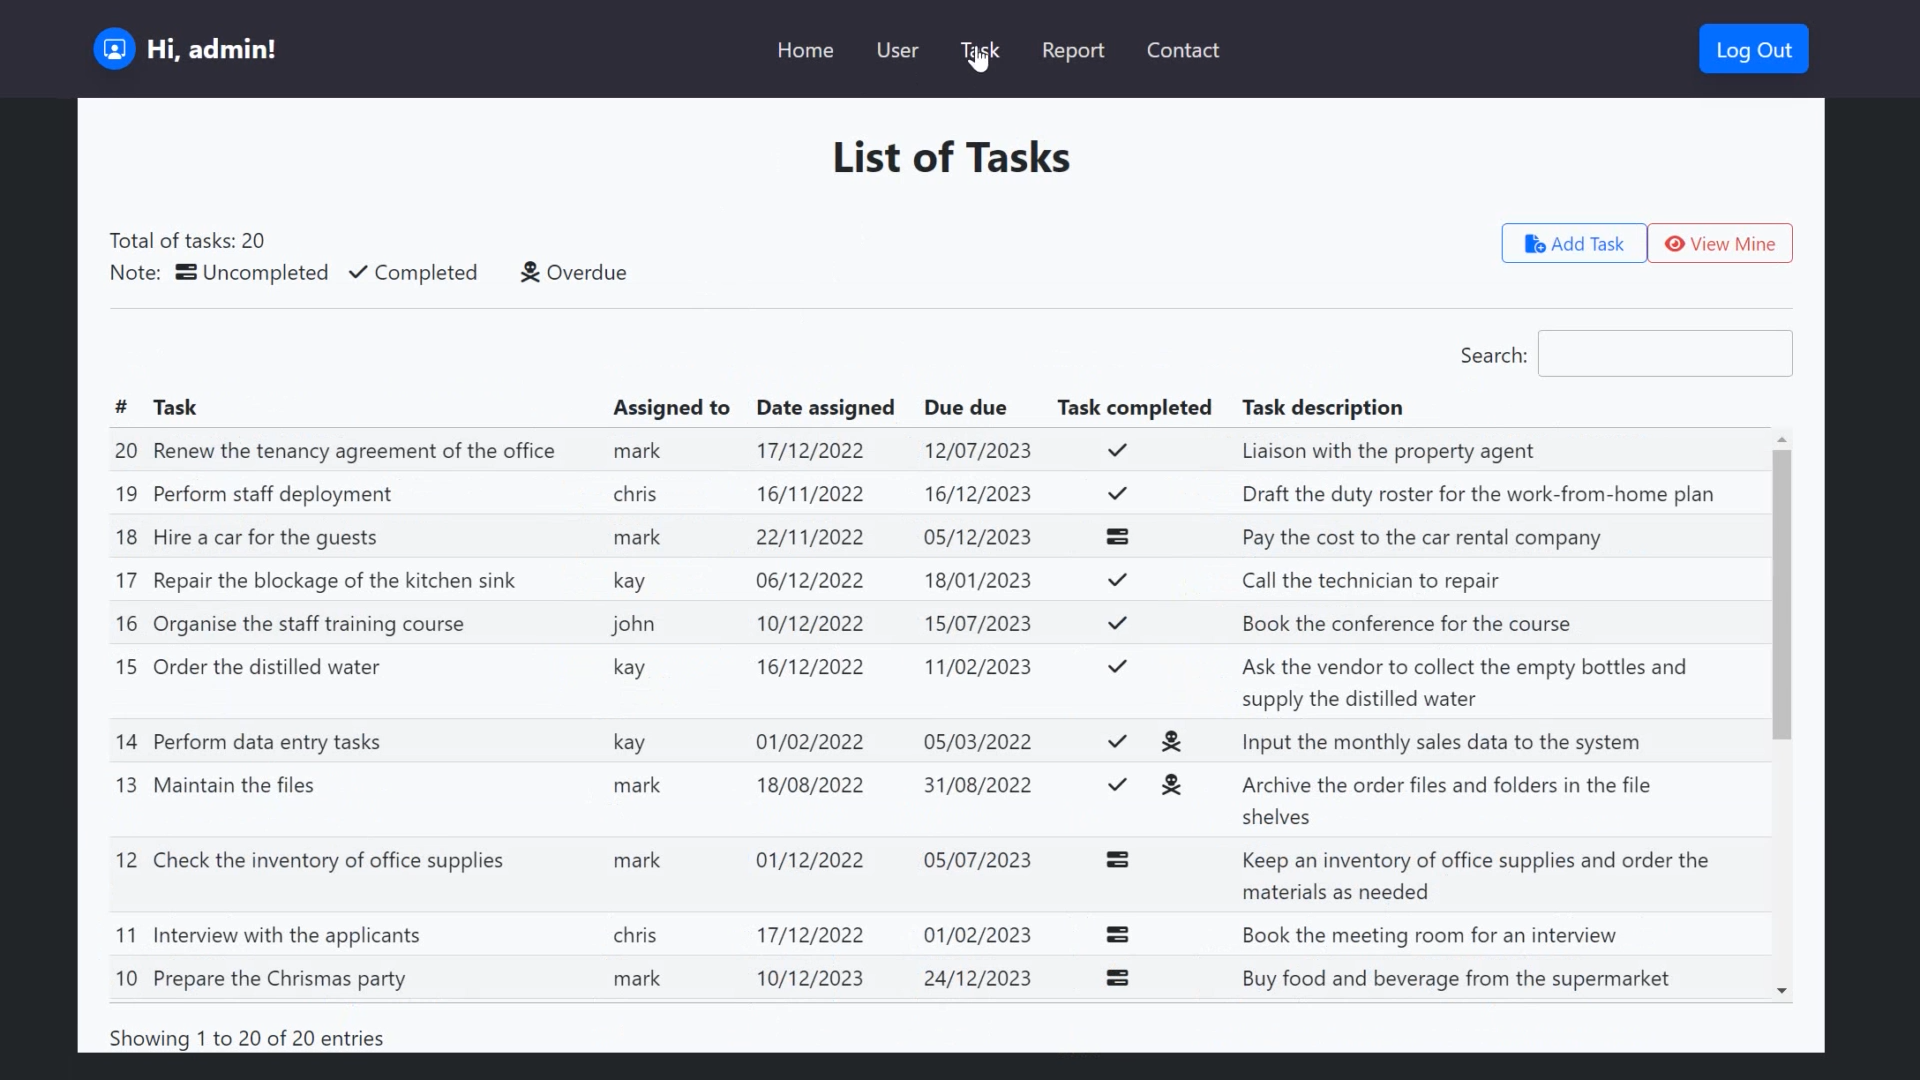 Hi, admin!
Home User Task Report Contact
Log Out
List of Tasks
Total of tasks: 20
Add Task View Mine
Note: Uncompleted Completed Overdue
Search:
# Task Assigned to Date assigned Due due Task completed Task description
20 Renew the tenancy agreement of the office mark 17/12/2022 12/07/2023 Liaison with the property agent
19 Perform staff deployment chris 16/11/2022 16/12/2023 Draft the duty roster for the work-from-home plan
18 Hire a car for the guests mark 22/11/2022 05/12/2023 Pay the cost to the car rental company
17 Repair the blockage of the kitchen sink kay 06/12/2022 18/01/2023 Call the technician to repair
16 Organise the staff training course john 10/12/2022 15/07/2023 Book the conference for the course
15 Order the distilled water kay 16/12/2022 11/02/2023 Ask the vendor to collect the empty bottles and
supply the distilled water
14 Perform data entry tasks kay 01/02/2022 05/03/2022 Input the monthly sales data to the system
13 Maintain the files mark 18/08/2022 31/08/2022 Archive the order files and folders in the file
shelves
12 Check the inventory of office supplies mark 01/12/2022 05/07/2023 Keep an inventory of office supplies and order the
materials as needed
11 Interview with the applicants chris 17/12/2022 01/02/2023 Book the meeting room for an interview
10 Prepare the Chrismas party mark 10/12/2023 24/12/2023 Buy food and beverage from the supermarket
Showing 1 to 20 of 20 entries